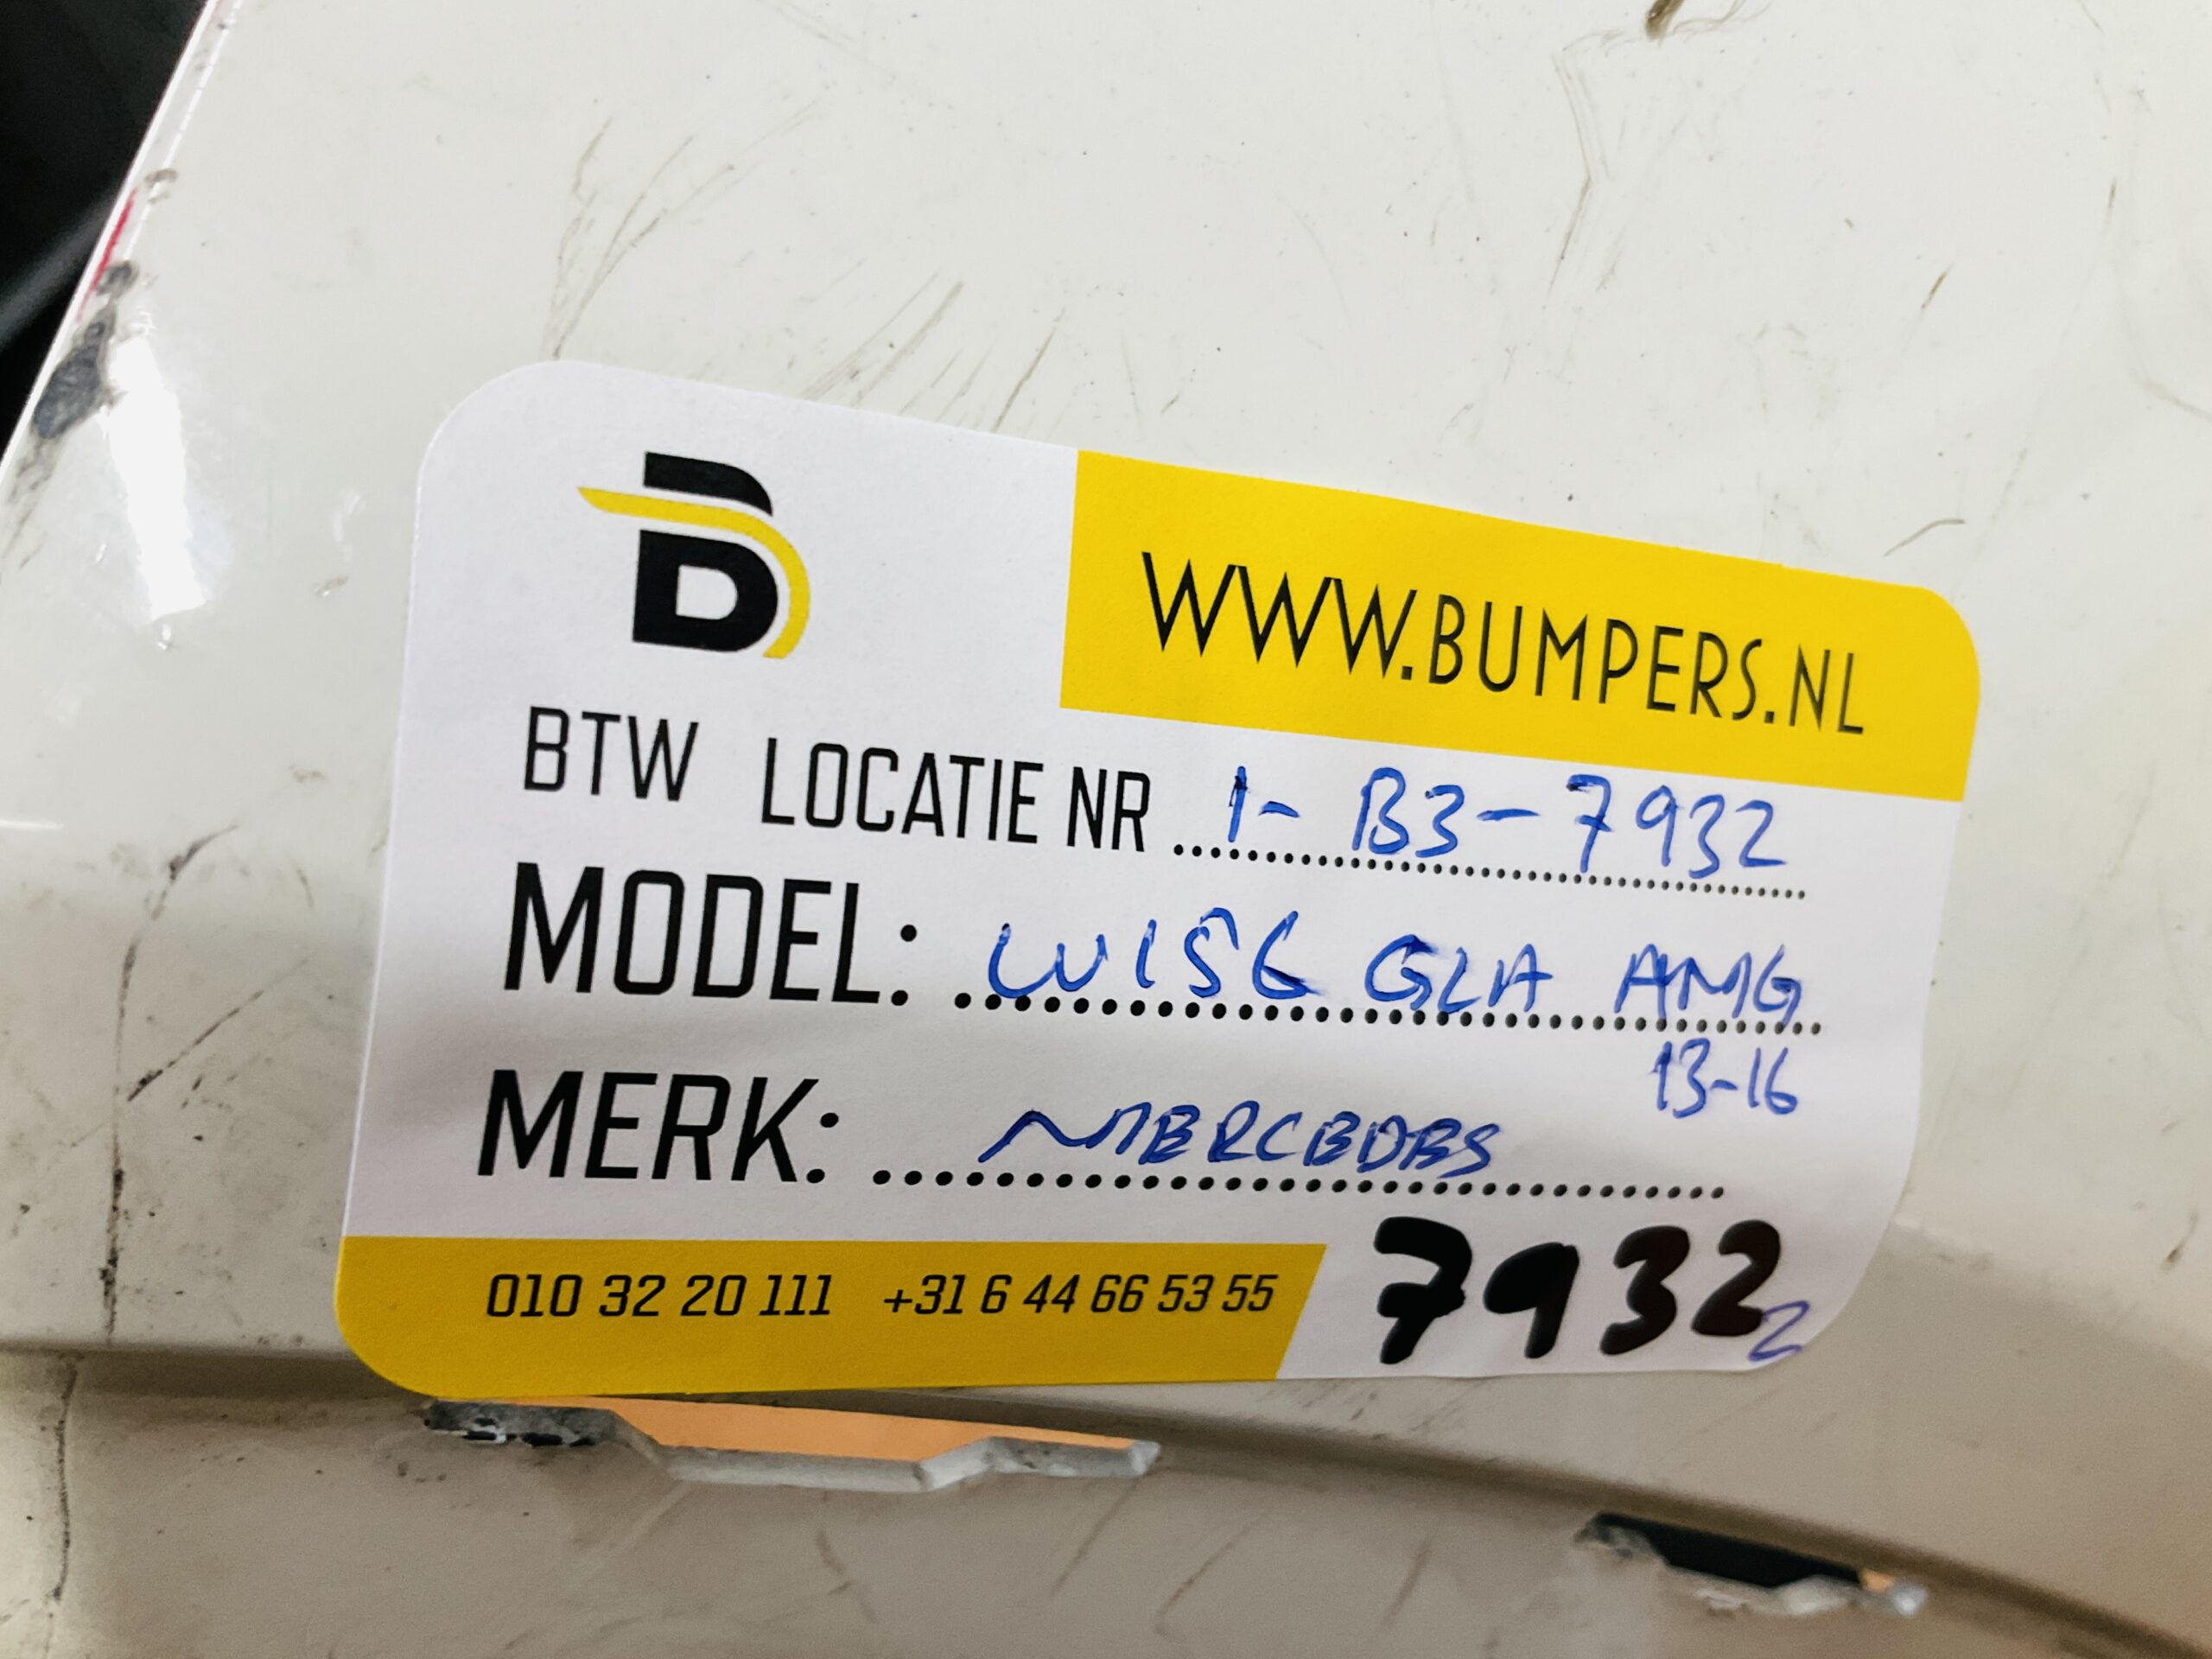 B
WWW.BUMPERS.NL
BTW LOCATIE NR 1-B3-7932
MODEL: W156 GLA AMG
13-16
MERK: MERCEDES
010 32 20 111 +31 6 44 66 53 55
7932
2